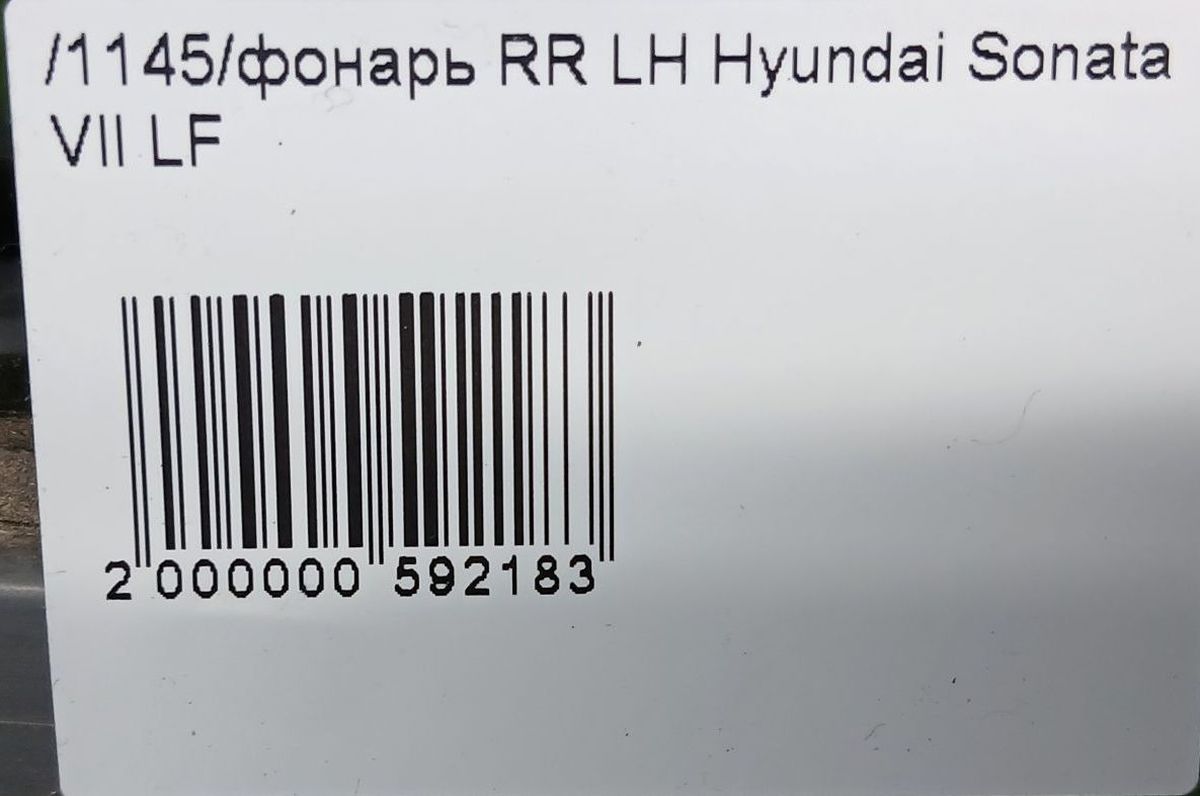 /1145/фонарь RR LH Hyundai Sonata
VII LF
2 000000 592183